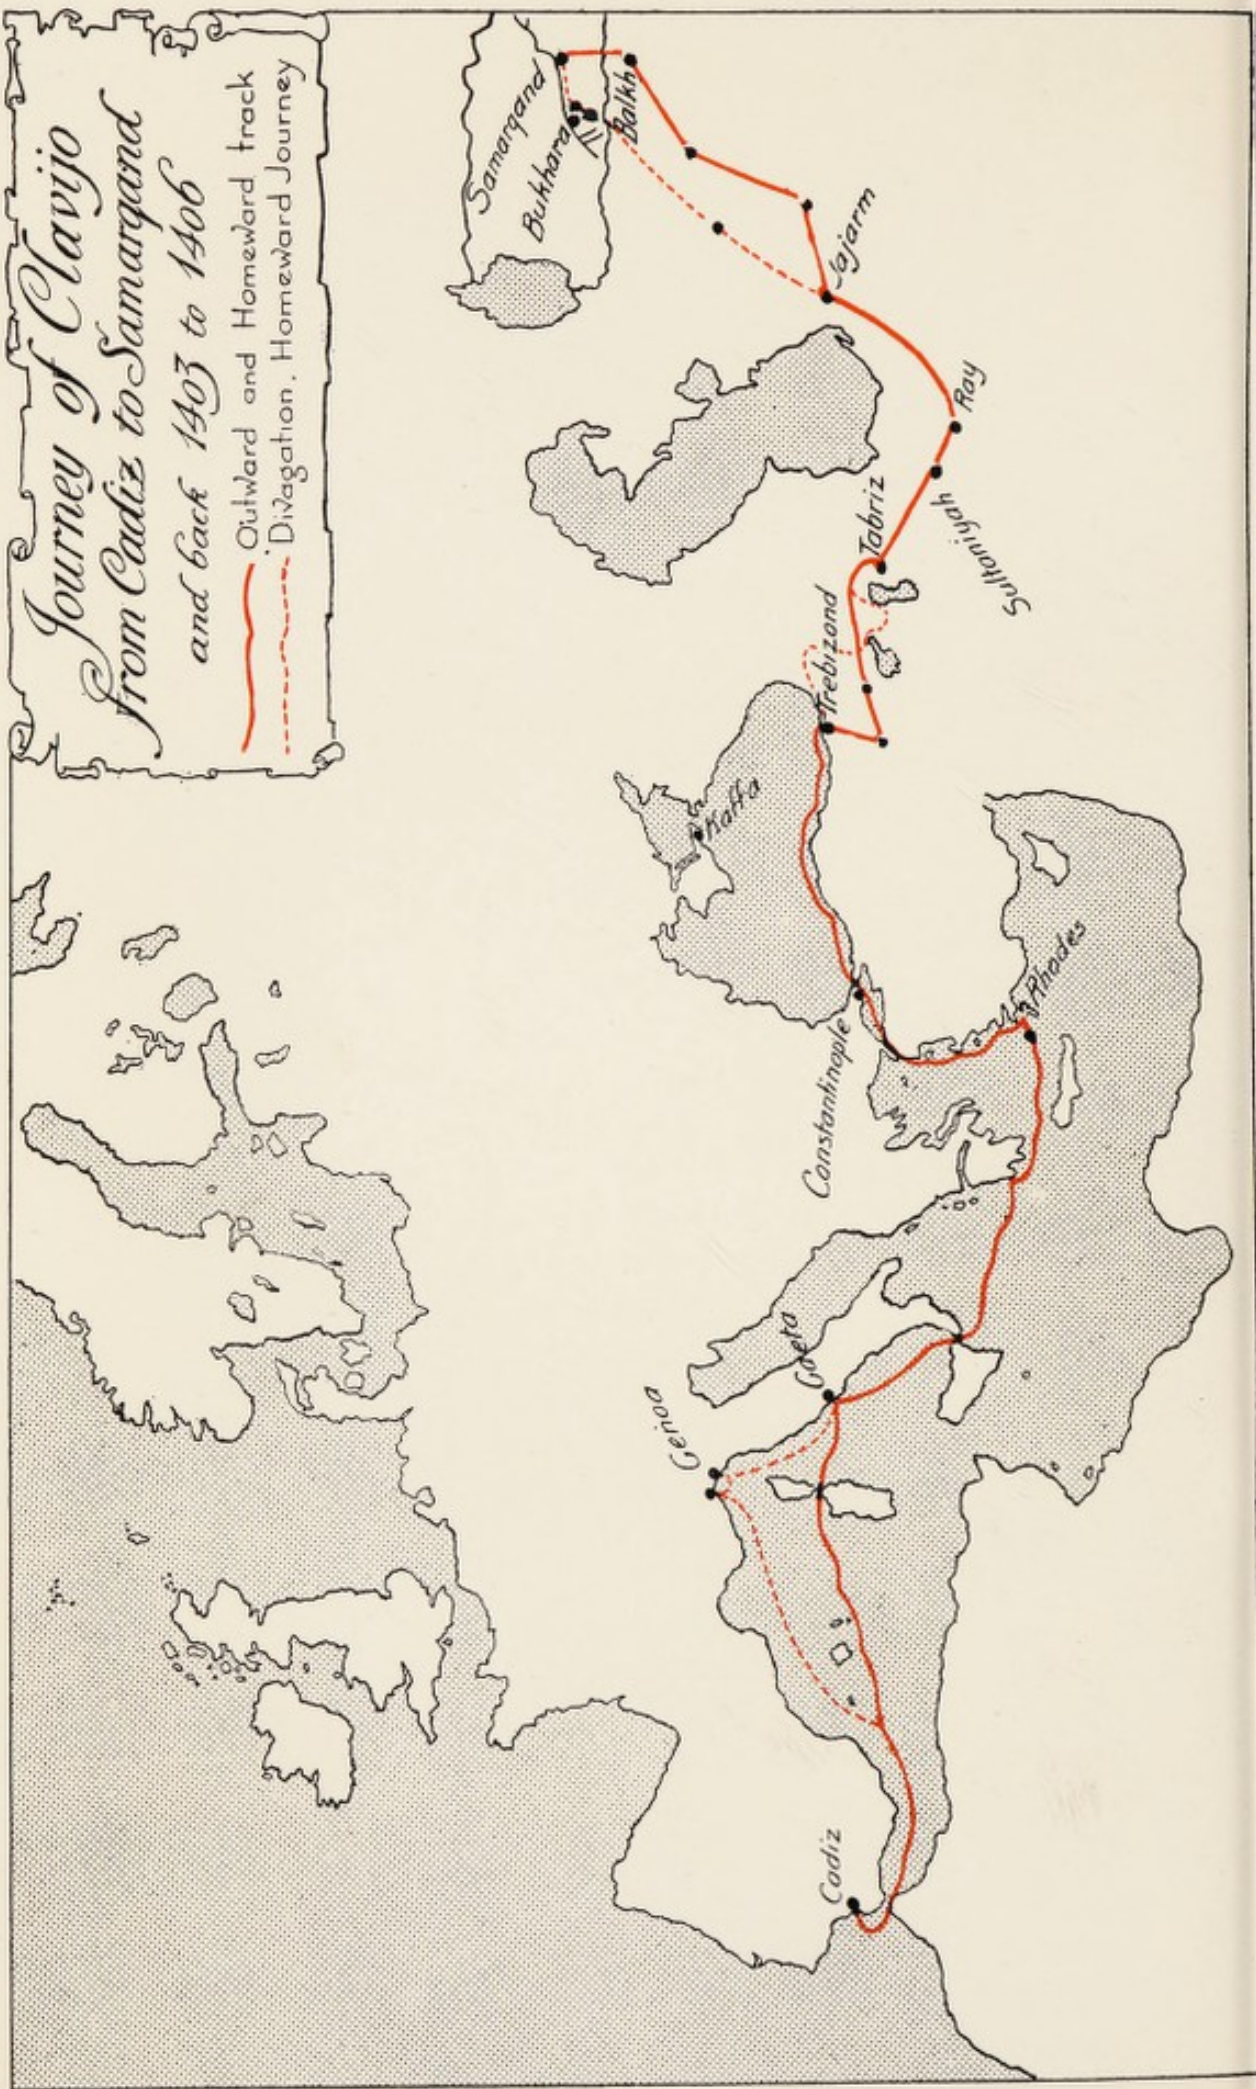 Journey of Clavijo
from Cadiz to Samarqand
and back 1403 to 1406
Outward and Homeward track
Divagation. Homeward Journey
Samarqand
Bukhara
Balkh
Jajarm
Ray
Sultaniyah
Tabriz
Trebizond
Kaffa
Constantinople
Rhodes
Gaeta
Genoa
Cadiz